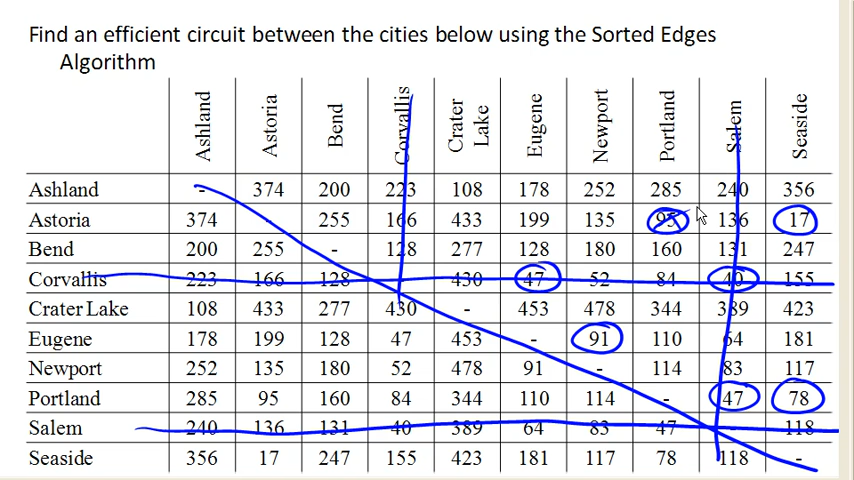 Find an efficient circuit between the cities below using the Sorted Edges
Algorithm
Ashland Astoria Bend Corvallis Crater Lake Eugene Newport Portland Salem Seaside
Ashland - 374 200 223 108 178 252 285 240 356
Astoria 374 - 255 166 433 199 135 95 136 17
Bend 200 255 - 128 277 128 180 160 131 247
Corvallis 223 166 128 - 430 47 52 84 40 155
Crater Lake 108 433 277 430 - 453 478 344 389 423
Eugene 178 199 128 47 453 - 91 110 64 181
Newport 252 135 180 52 478 91 - 114 83 117
Portland 285 95 160 84 344 110 114 - 47 78
Salem 240 136 131 40 389 64 83 47 - 118
Seaside 356 17 247 155 423 181 117 78 118 -